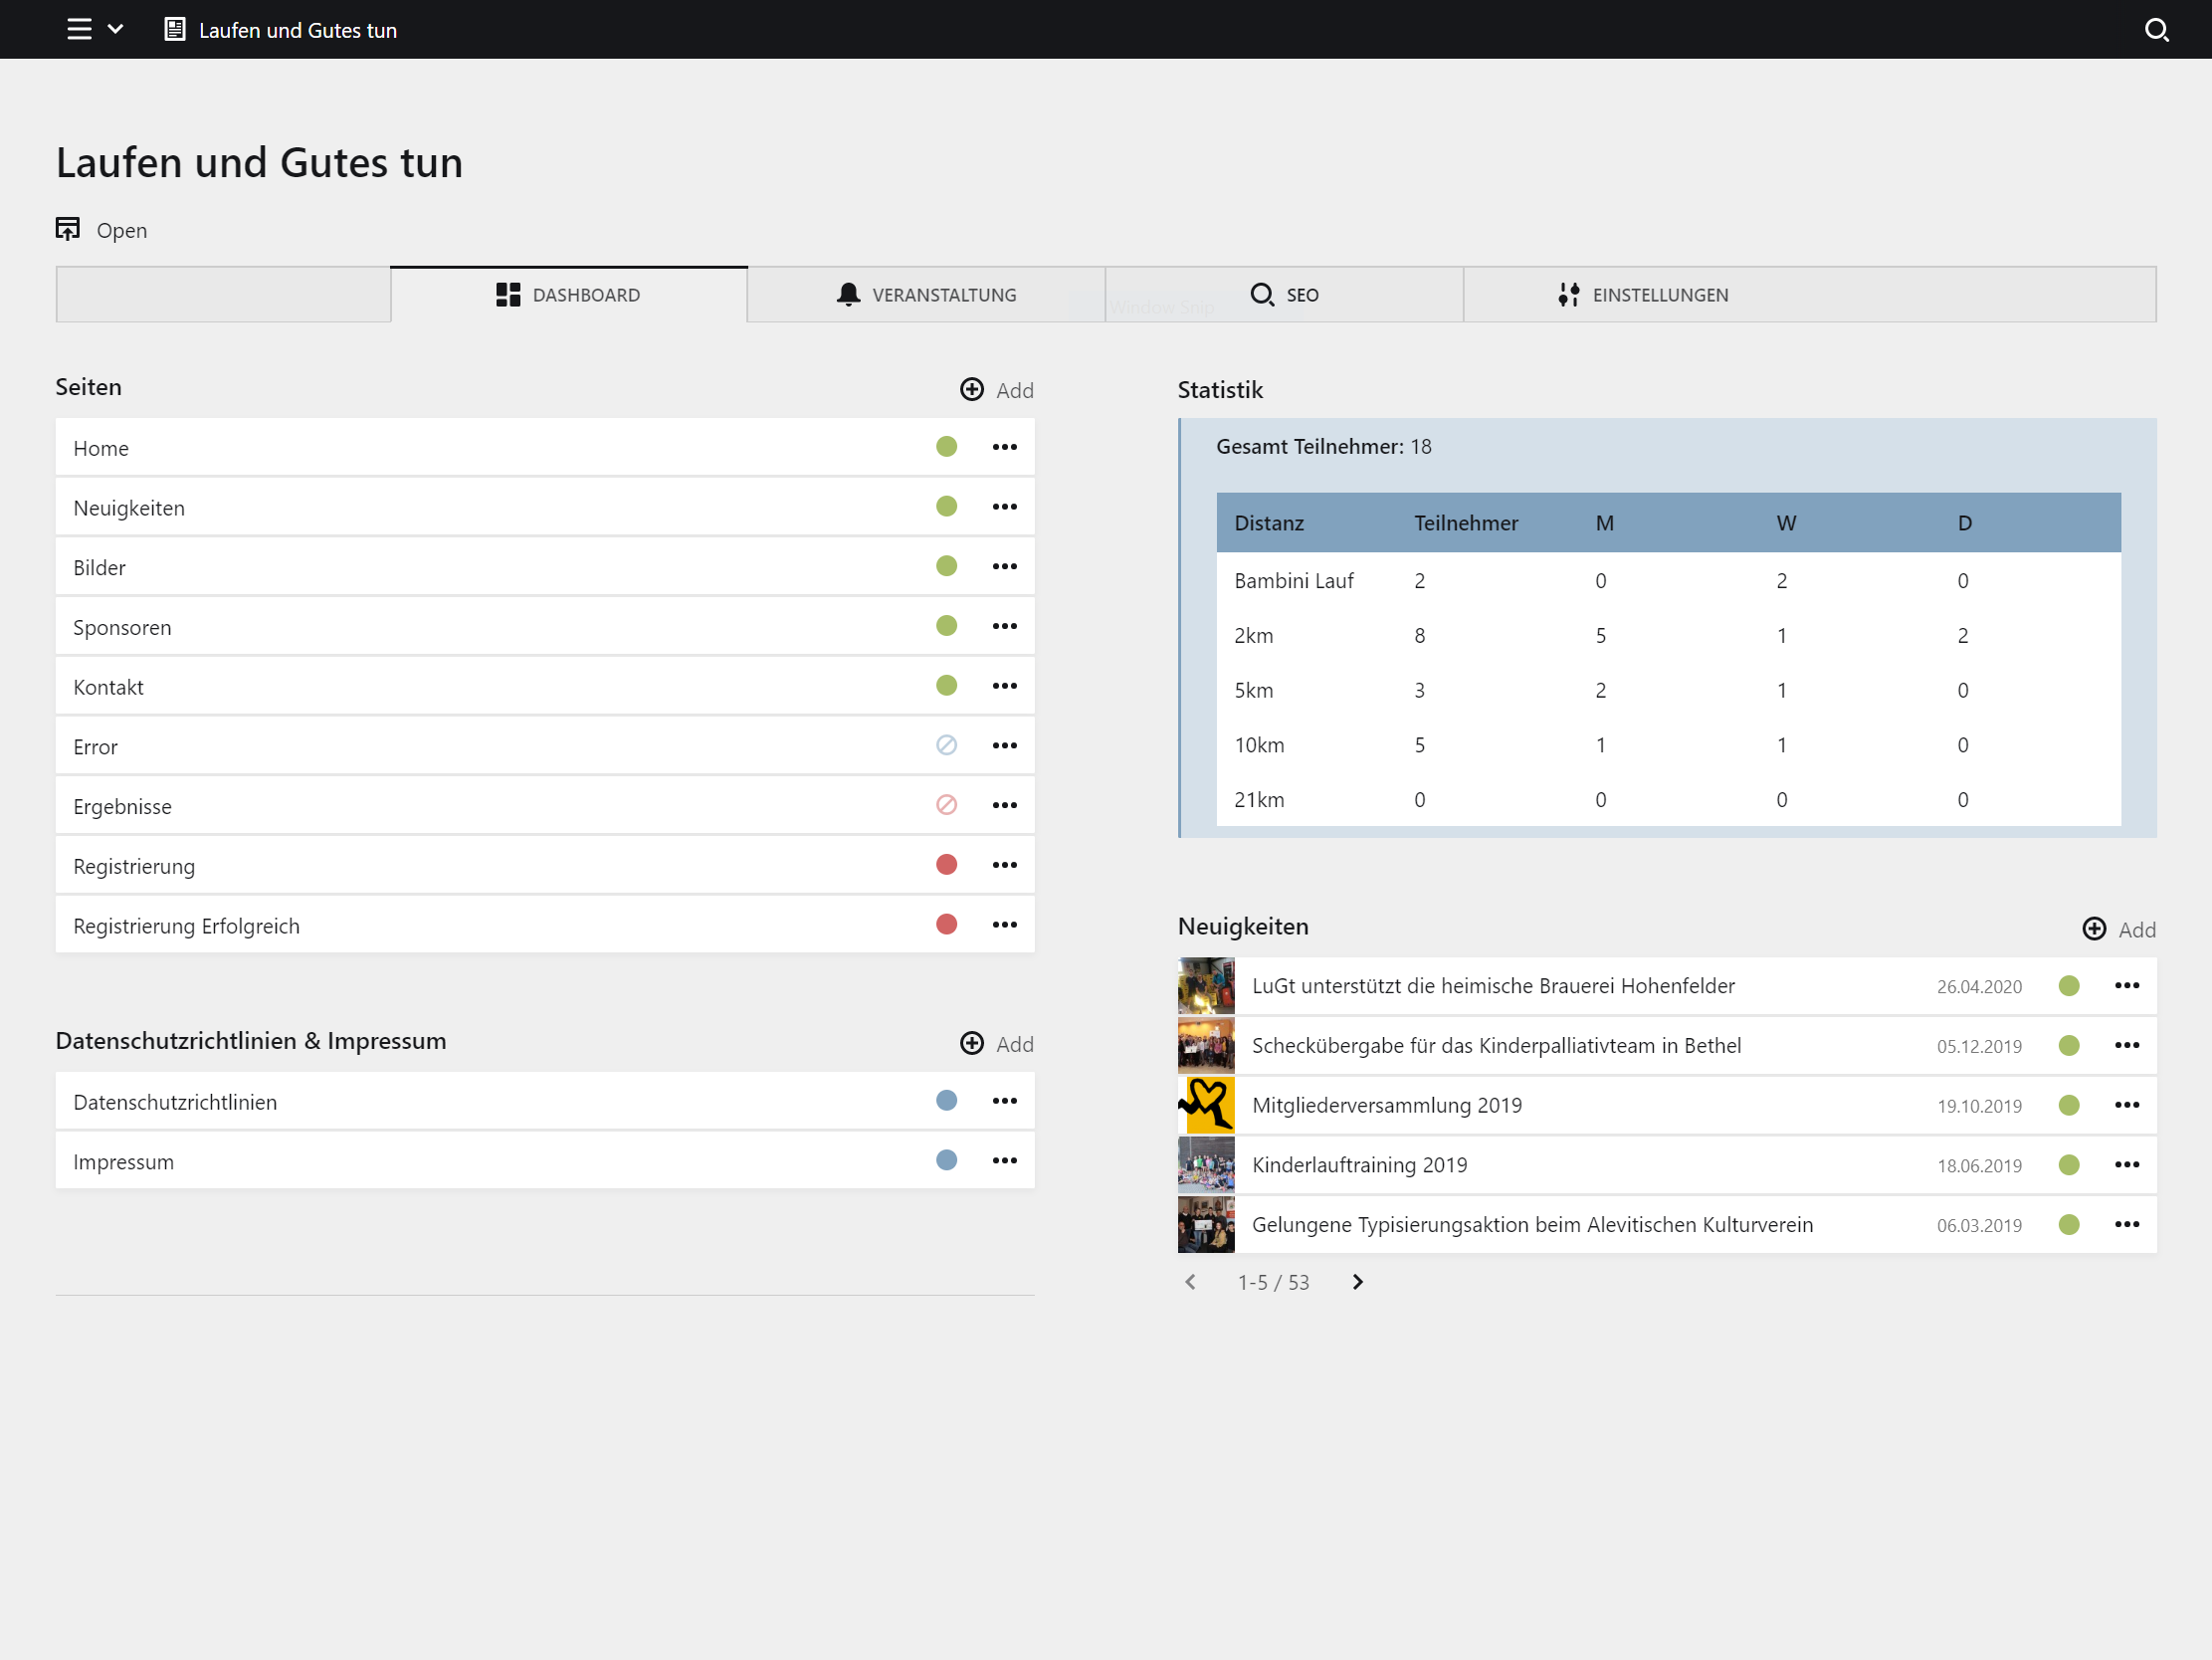 Laufen und Gutes tun
Laufen und Gutes tun
Open
DASHBOARD
VERANSTALTUNG
Window Snip
SEO
EINSTELLUNGEN
Seiten
Add
Home
Neuigkeiten
Bilder
Sponsoren
Kontakt
Error
Ergebnisse
Registrierung
Registrierung Erfolgreich
Datenschutzrichtlinien & Impressum
Add
Datenschutzrichtlinien
Impressum
Statistik
Gesamt Teilnehmer: 18
Distanz Teilnehmer M W D
Bambini Lauf 2 0 2 0
2km 8 5 1 2
5km 3 2 1 0
10km 5 1 1 0
21km 0 0 0 0
Neuigkeiten
Add
LuGt unterstützt die heimische Brauerei Hohenfelder 26.04.2020
Scheckübergabe für das Kinderpalliativteam in Bethel 05.12.2019
Mitgliederversammlung 2019 19.10.2019
Kinderlauftraining 2019 18.06.2019
Gelungene Typisierungsaktion beim Alevitischen Kulturverein 06.03.2019
1-5 / 53